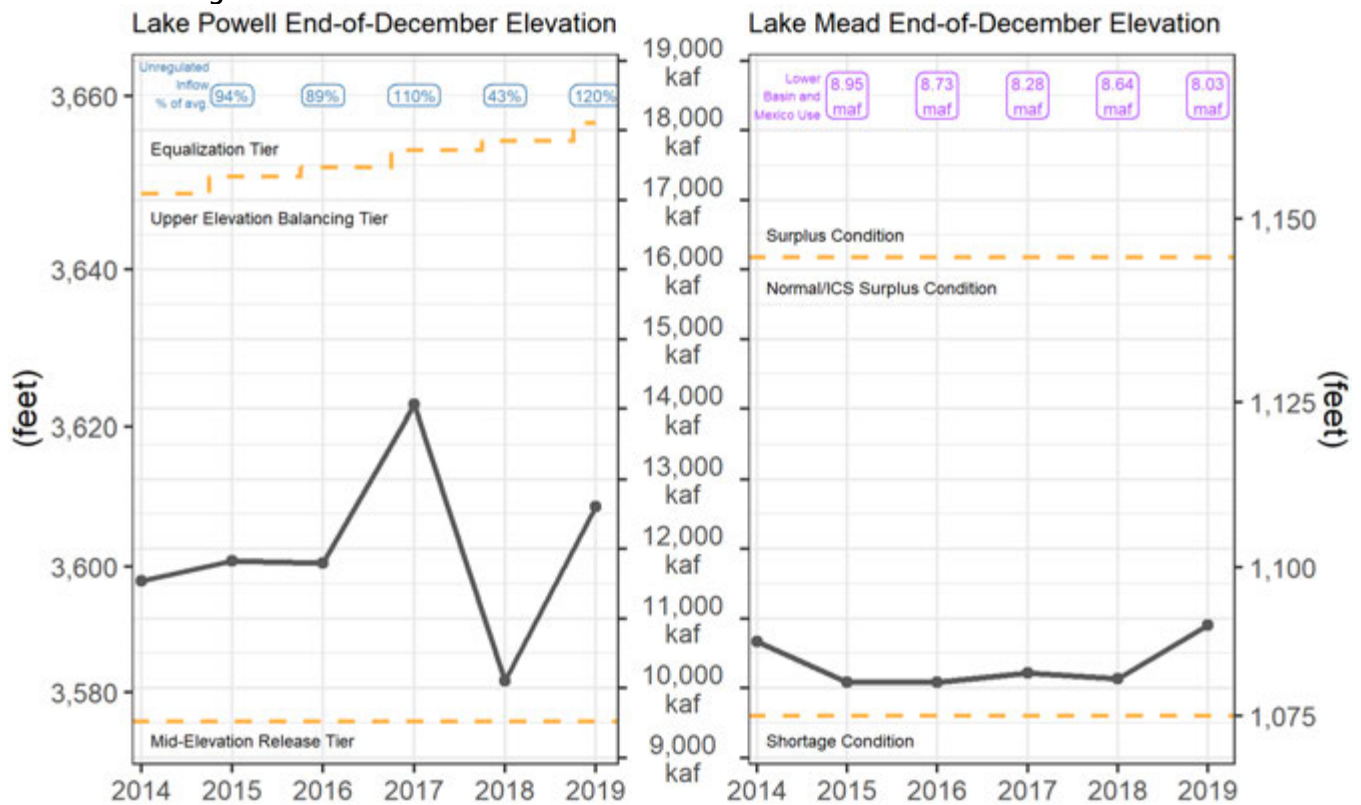 Lake Powell End-of-December Elevation
Lake Mead End-of-December Elevation
Unregulated
Inflow
% of avg.
94%
89%
110%
43%
120%
Equalization Tier
Upper Elevation Balancing Tier
Mid-Elevation Release Tier
(feet)
3,660
3,640
3,620
3,600
3,580
2014
2015
2016
2017
2018
2019
19,000
kaf
18,000
kaf
17,000
kaf
16,000
kaf
15,000
kaf
14,000
kaf
13,000
kaf
12,000
kaf
11,000
kaf
10,000
kaf
9,000
kaf
Lower
Basin and
Mexico Use
8.95
maf
8.73
maf
8.28
maf
8.64
maf
8.03
maf
Surplus Condition
Normal/ICS Surplus Condition
Shortage Condition
1,150
1,125
1,100
1,075
(feet)
2014
2015
2016
2017
2018
2019